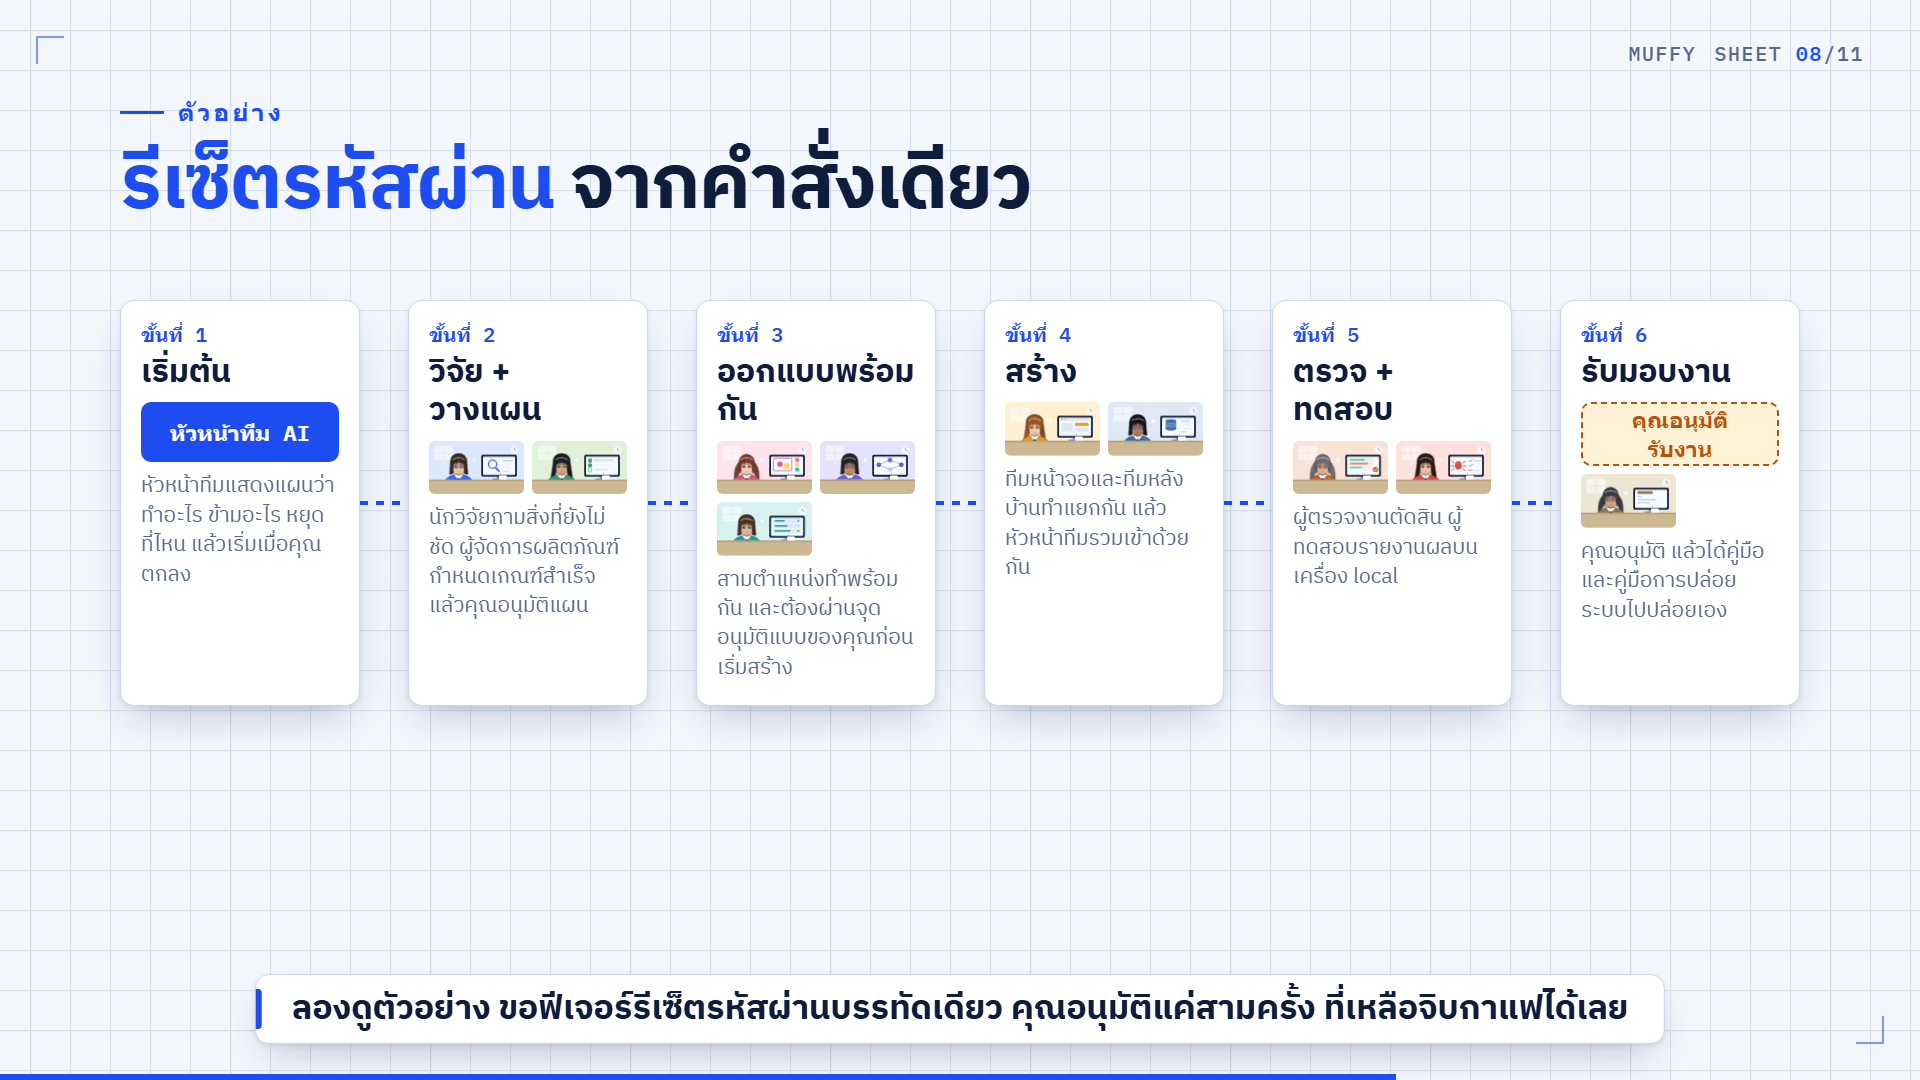 MUFFY SHEET 08/11
ตัวอย่าง
รีเซ็ตรหัสผ่าน จากคำสั่งเดียว
ขั้นที่ 1
เริ่มต้น
หัวหน้าทีม AI
หัวหน้าทีมแสดงแผนว่า
ทำอะไร ข้ามอะไร หยุด
ที่ไหน แล้วเริ่มเมื่อคุณ
ตกลง
ขั้นที่ 2
วิจัย +
วางแผน
นักวิจัยถามสิ่งที่ยังไม่
ชัด ผู้จัดการผลิตภัณฑ์
กำหนดเกณฑ์สำเร็จ
แล้วคุณอนุมัติแผน
ขั้นที่ 3
ออกแบบพร้อม
กัน
สามตำแหน่งทำพร้อม
กัน และต้องผ่านจุด
อนุมัติแบบของคุณก่อน
เริ่มสร้าง
ขั้นที่ 4
สร้าง
ทีมหน้าจอและทีมหลัง
บ้านทำแยกกัน แล้ว
หัวหน้าทีมรวมเข้าด้วย
กัน
ขั้นที่ 5
ตรวจ +
ทดสอบ
ผู้ตรวจงานตัดสิน ผู้
ทดสอบรายงานผลบน
เครื่อง local
ขั้นที่ 6
รับมอบงาน
คุณอนุมัติ
รับงาน
คุณอนุมัติ แล้วได้คู่มือ
และคู่มือการปล่อย
ระบบไปปล่อยเอง
ลองดูตัวอย่าง ขอฟีเจอร์รีเซ็ตรหัสผ่านบรรทัดเดียว คุณอนุมัติแค่สามครั้ง ที่เหลือจิบกาแฟได้เลย